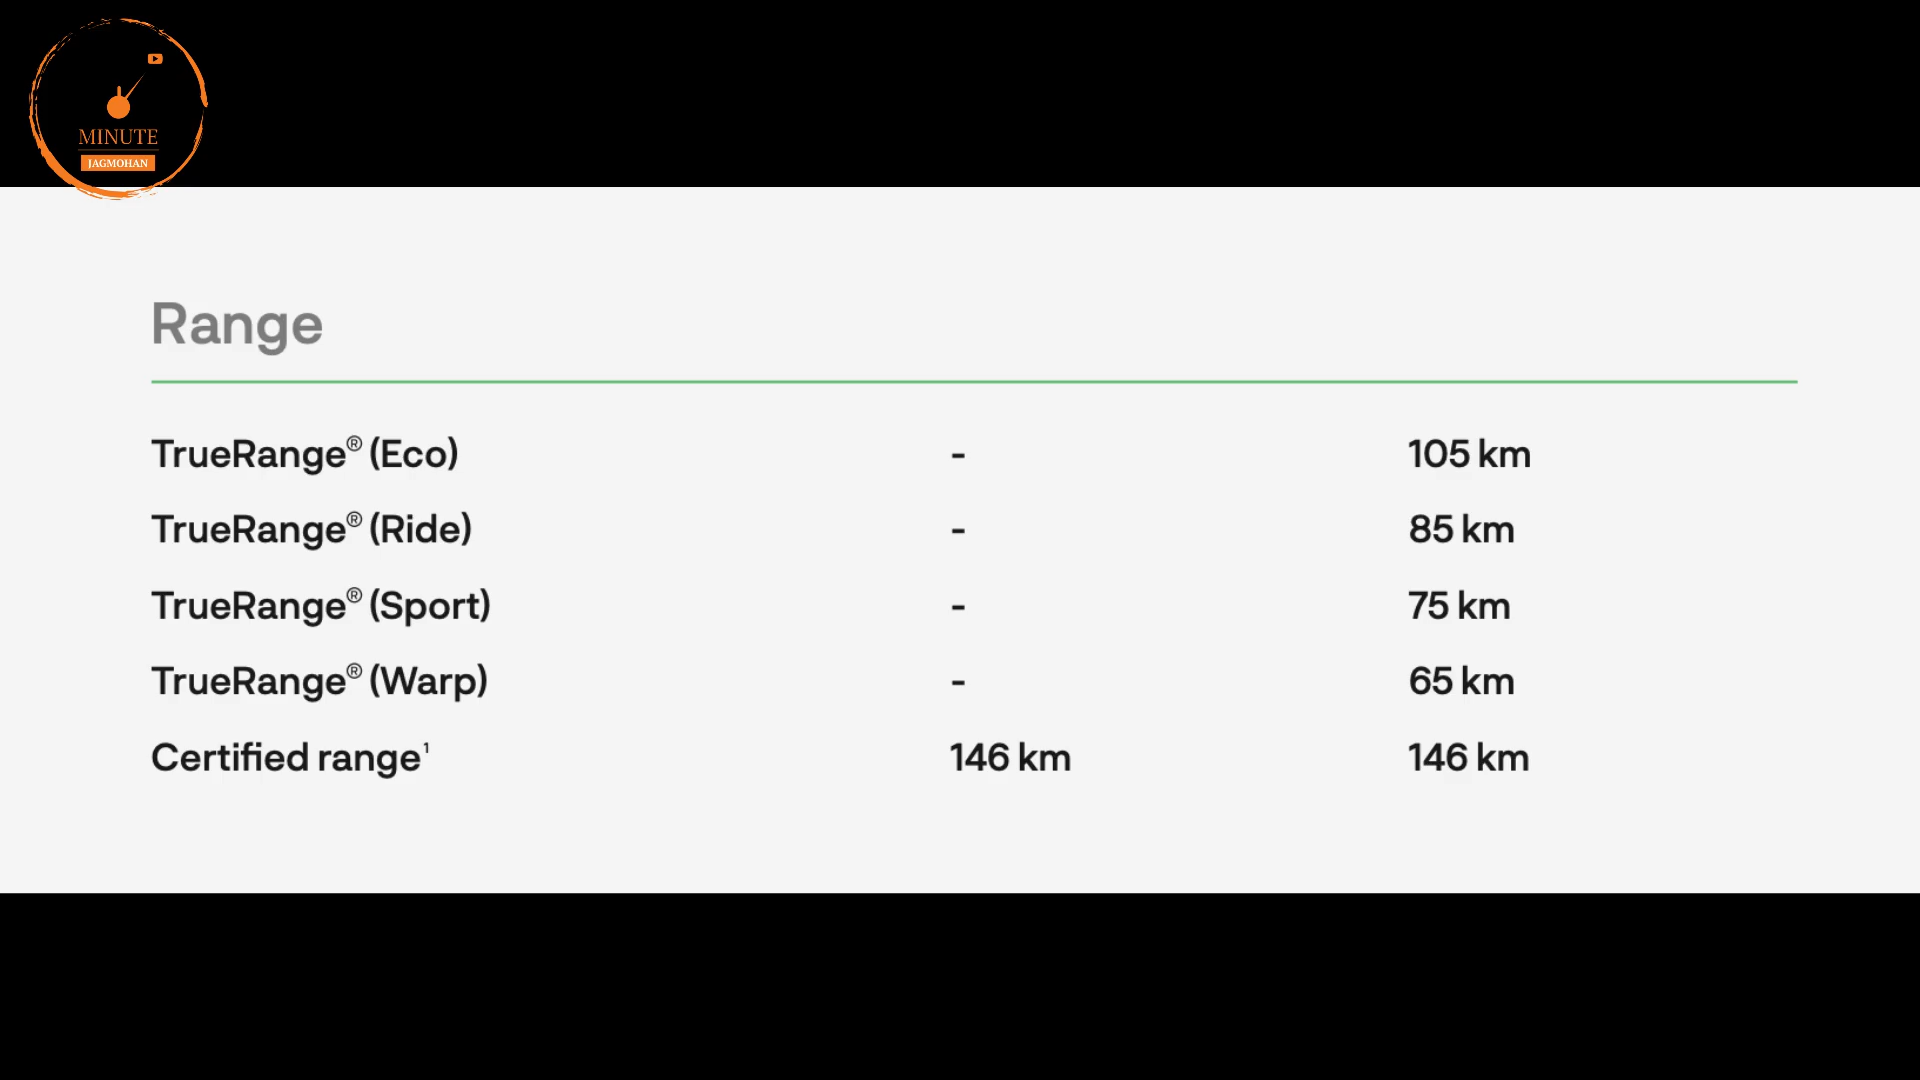 MINUTE
JAGMOHAN
Range
TrueRange® (Eco) - 105 km
TrueRange® (Ride) - 85 km
TrueRange® (Sport) - 75 km
TrueRange® (Warp) - 65 km
Certified range¹ 146 km 146 km